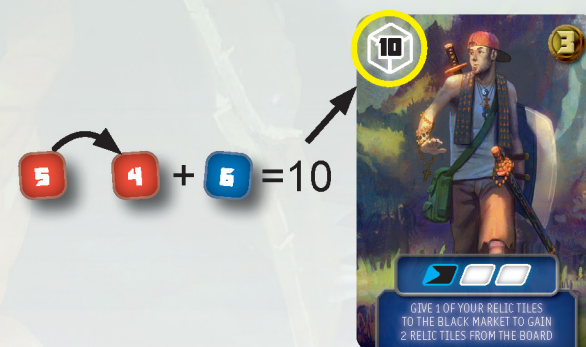 10
3
5 4 + 6 =10
GIVE 1 OF YOUR RELIC TILES
TO THE BLACK MARKET TO GAIN
2 RELIC TILES FROM THE BOARD